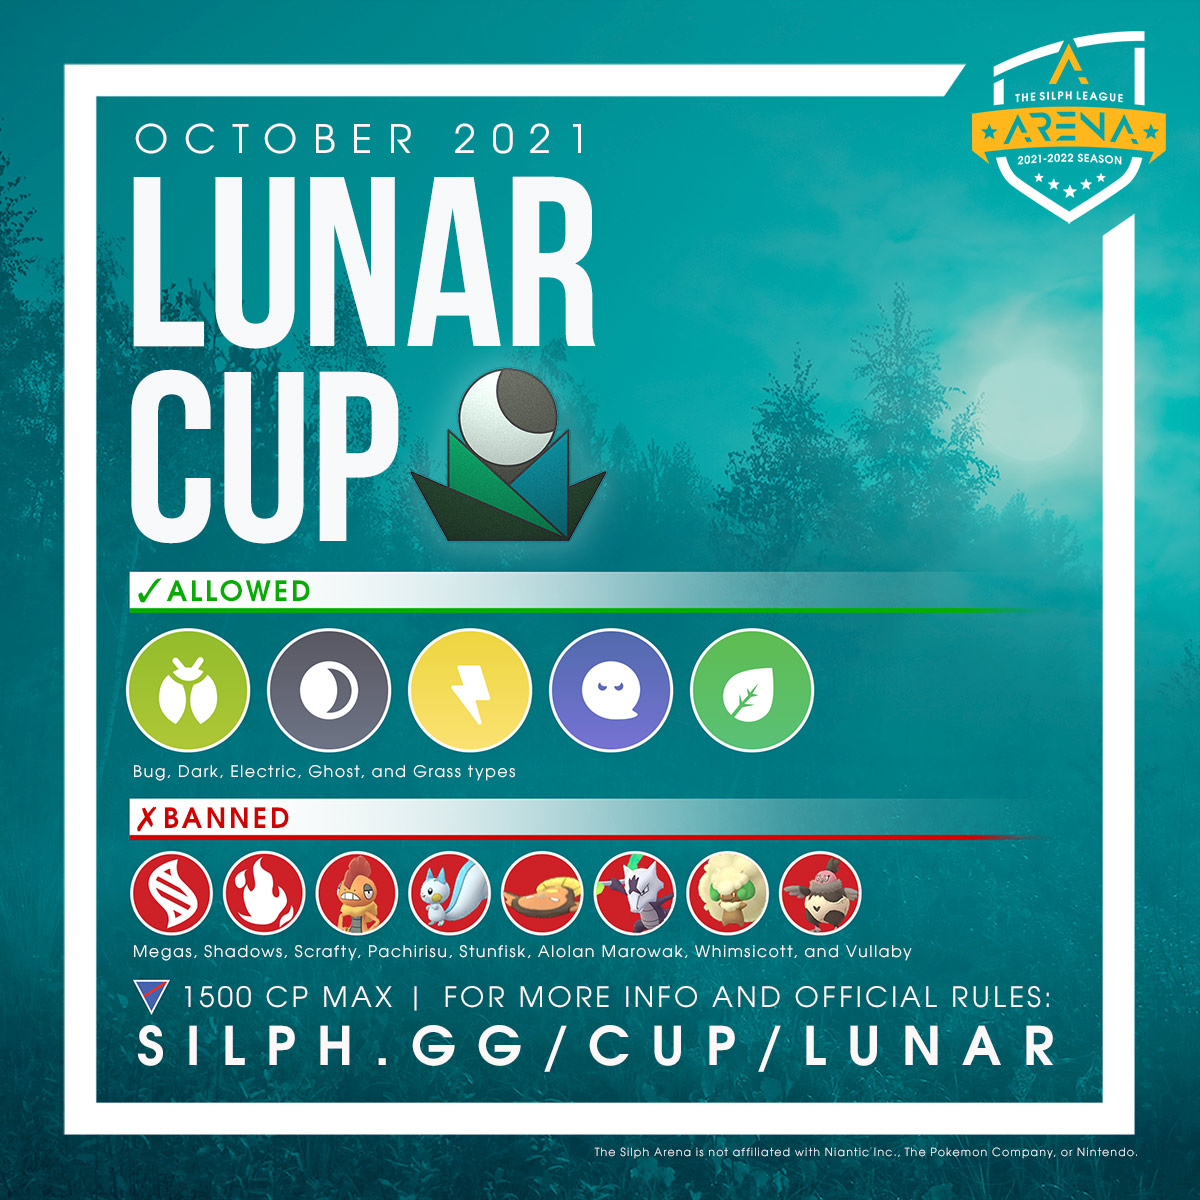 THE SILPH LEAGUE
ARENA
2021-2022 SEASON
OCTOBER 2021
LUNAR
CUP
✓ALLOWED
Bug, Dark, Electric, Ghost, and Grass types
✗BANNED
Megas, Shadows, Scrafty, Pachirisu, Stunfisk, Alolan Marowak, Whimsicott, and Vullaby
1500 CP MAX | FOR MORE INFO AND OFFICIAL RULES:
SILPH.GG/CUP/LUNAR
The Silph Arena is not affiliated with Niantic Inc., The Pokemon Company, or Nintendo.